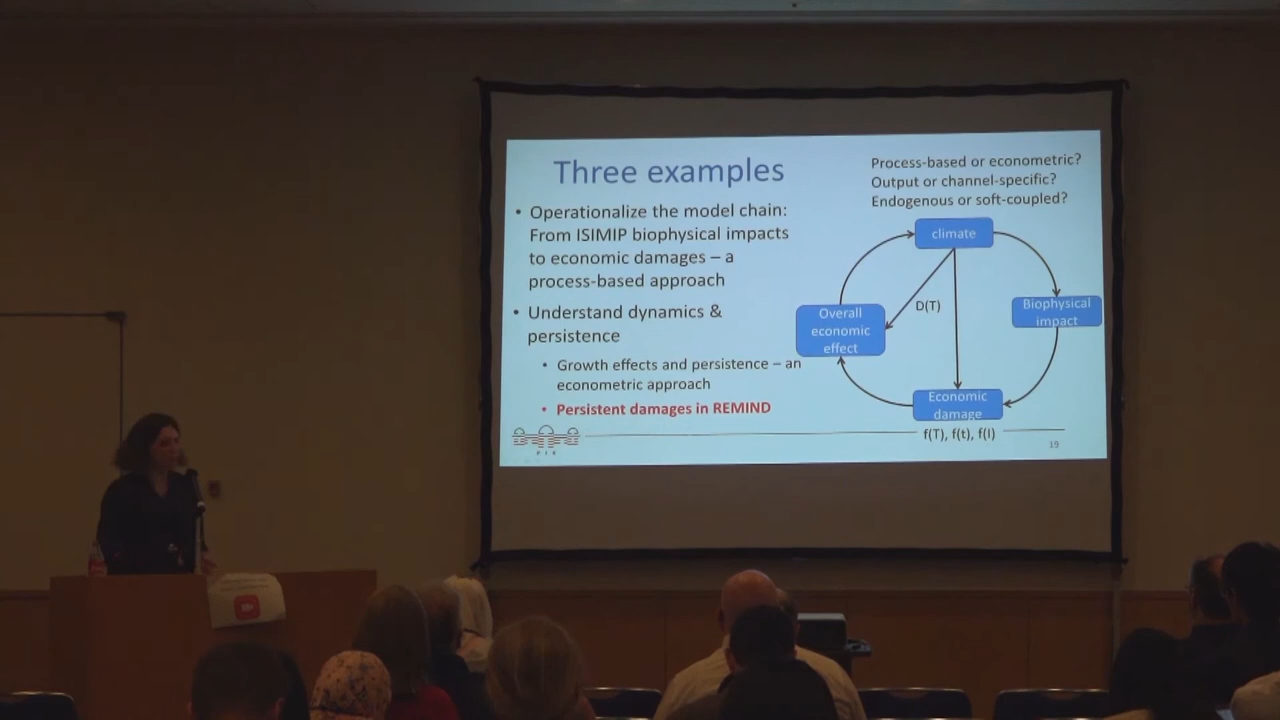 Three examples
• Operationalize the model chain:
From ISIMIP biophysical impacts
to economic damages – a
process-based approach
• Understand dynamics &
persistence
• Growth effects and persistence – an
econometric approach
• Persistent damages in REMIND
Process-based or econometric?
Output or channel-specific?
Endogenous or soft-coupled?
climate
D(T)
Biophysical
impact
Overall
economic
effect
Economic
damage
f(T), f(t), f(I)
P I K
19